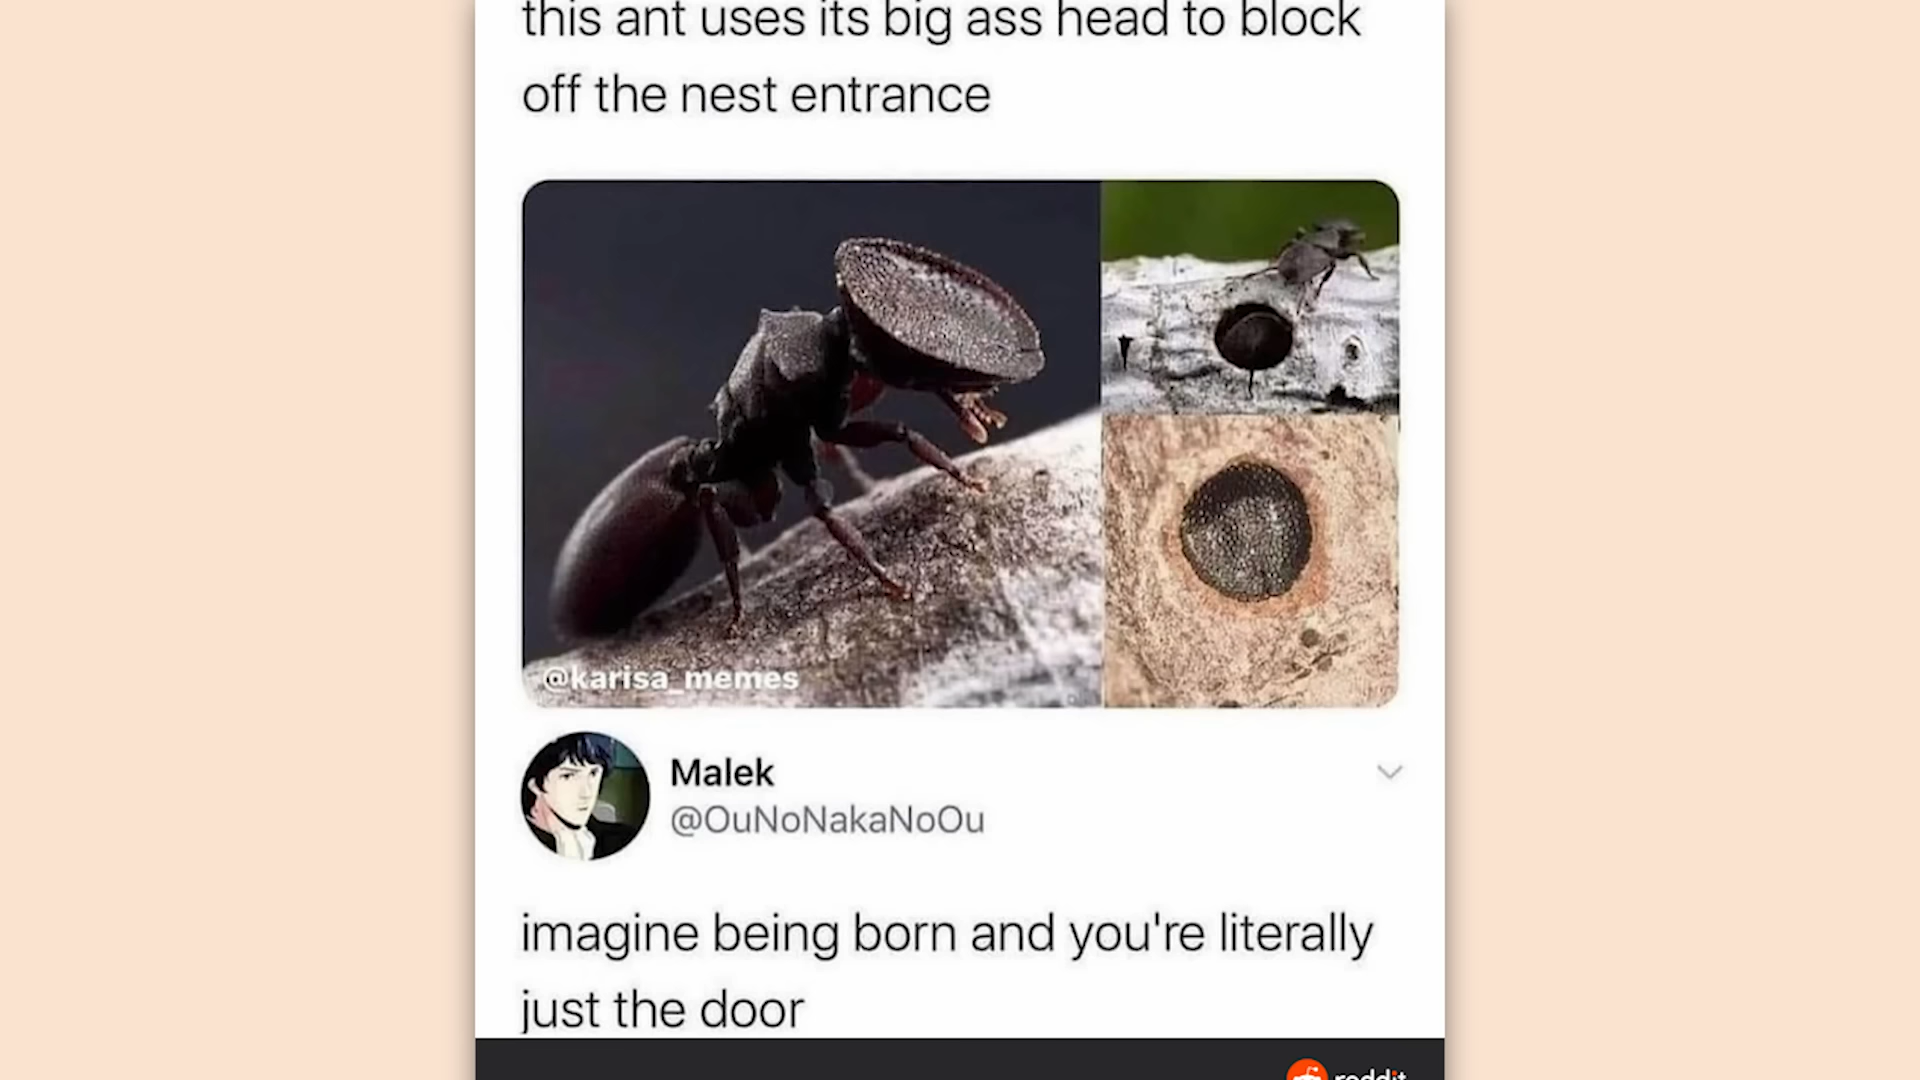 this ant uses its big ass head to block
off the nest entrance
@karisa_memes
Malek
@OuNoNakaNoOu
imagine being born and you're literally
just the door
reddit